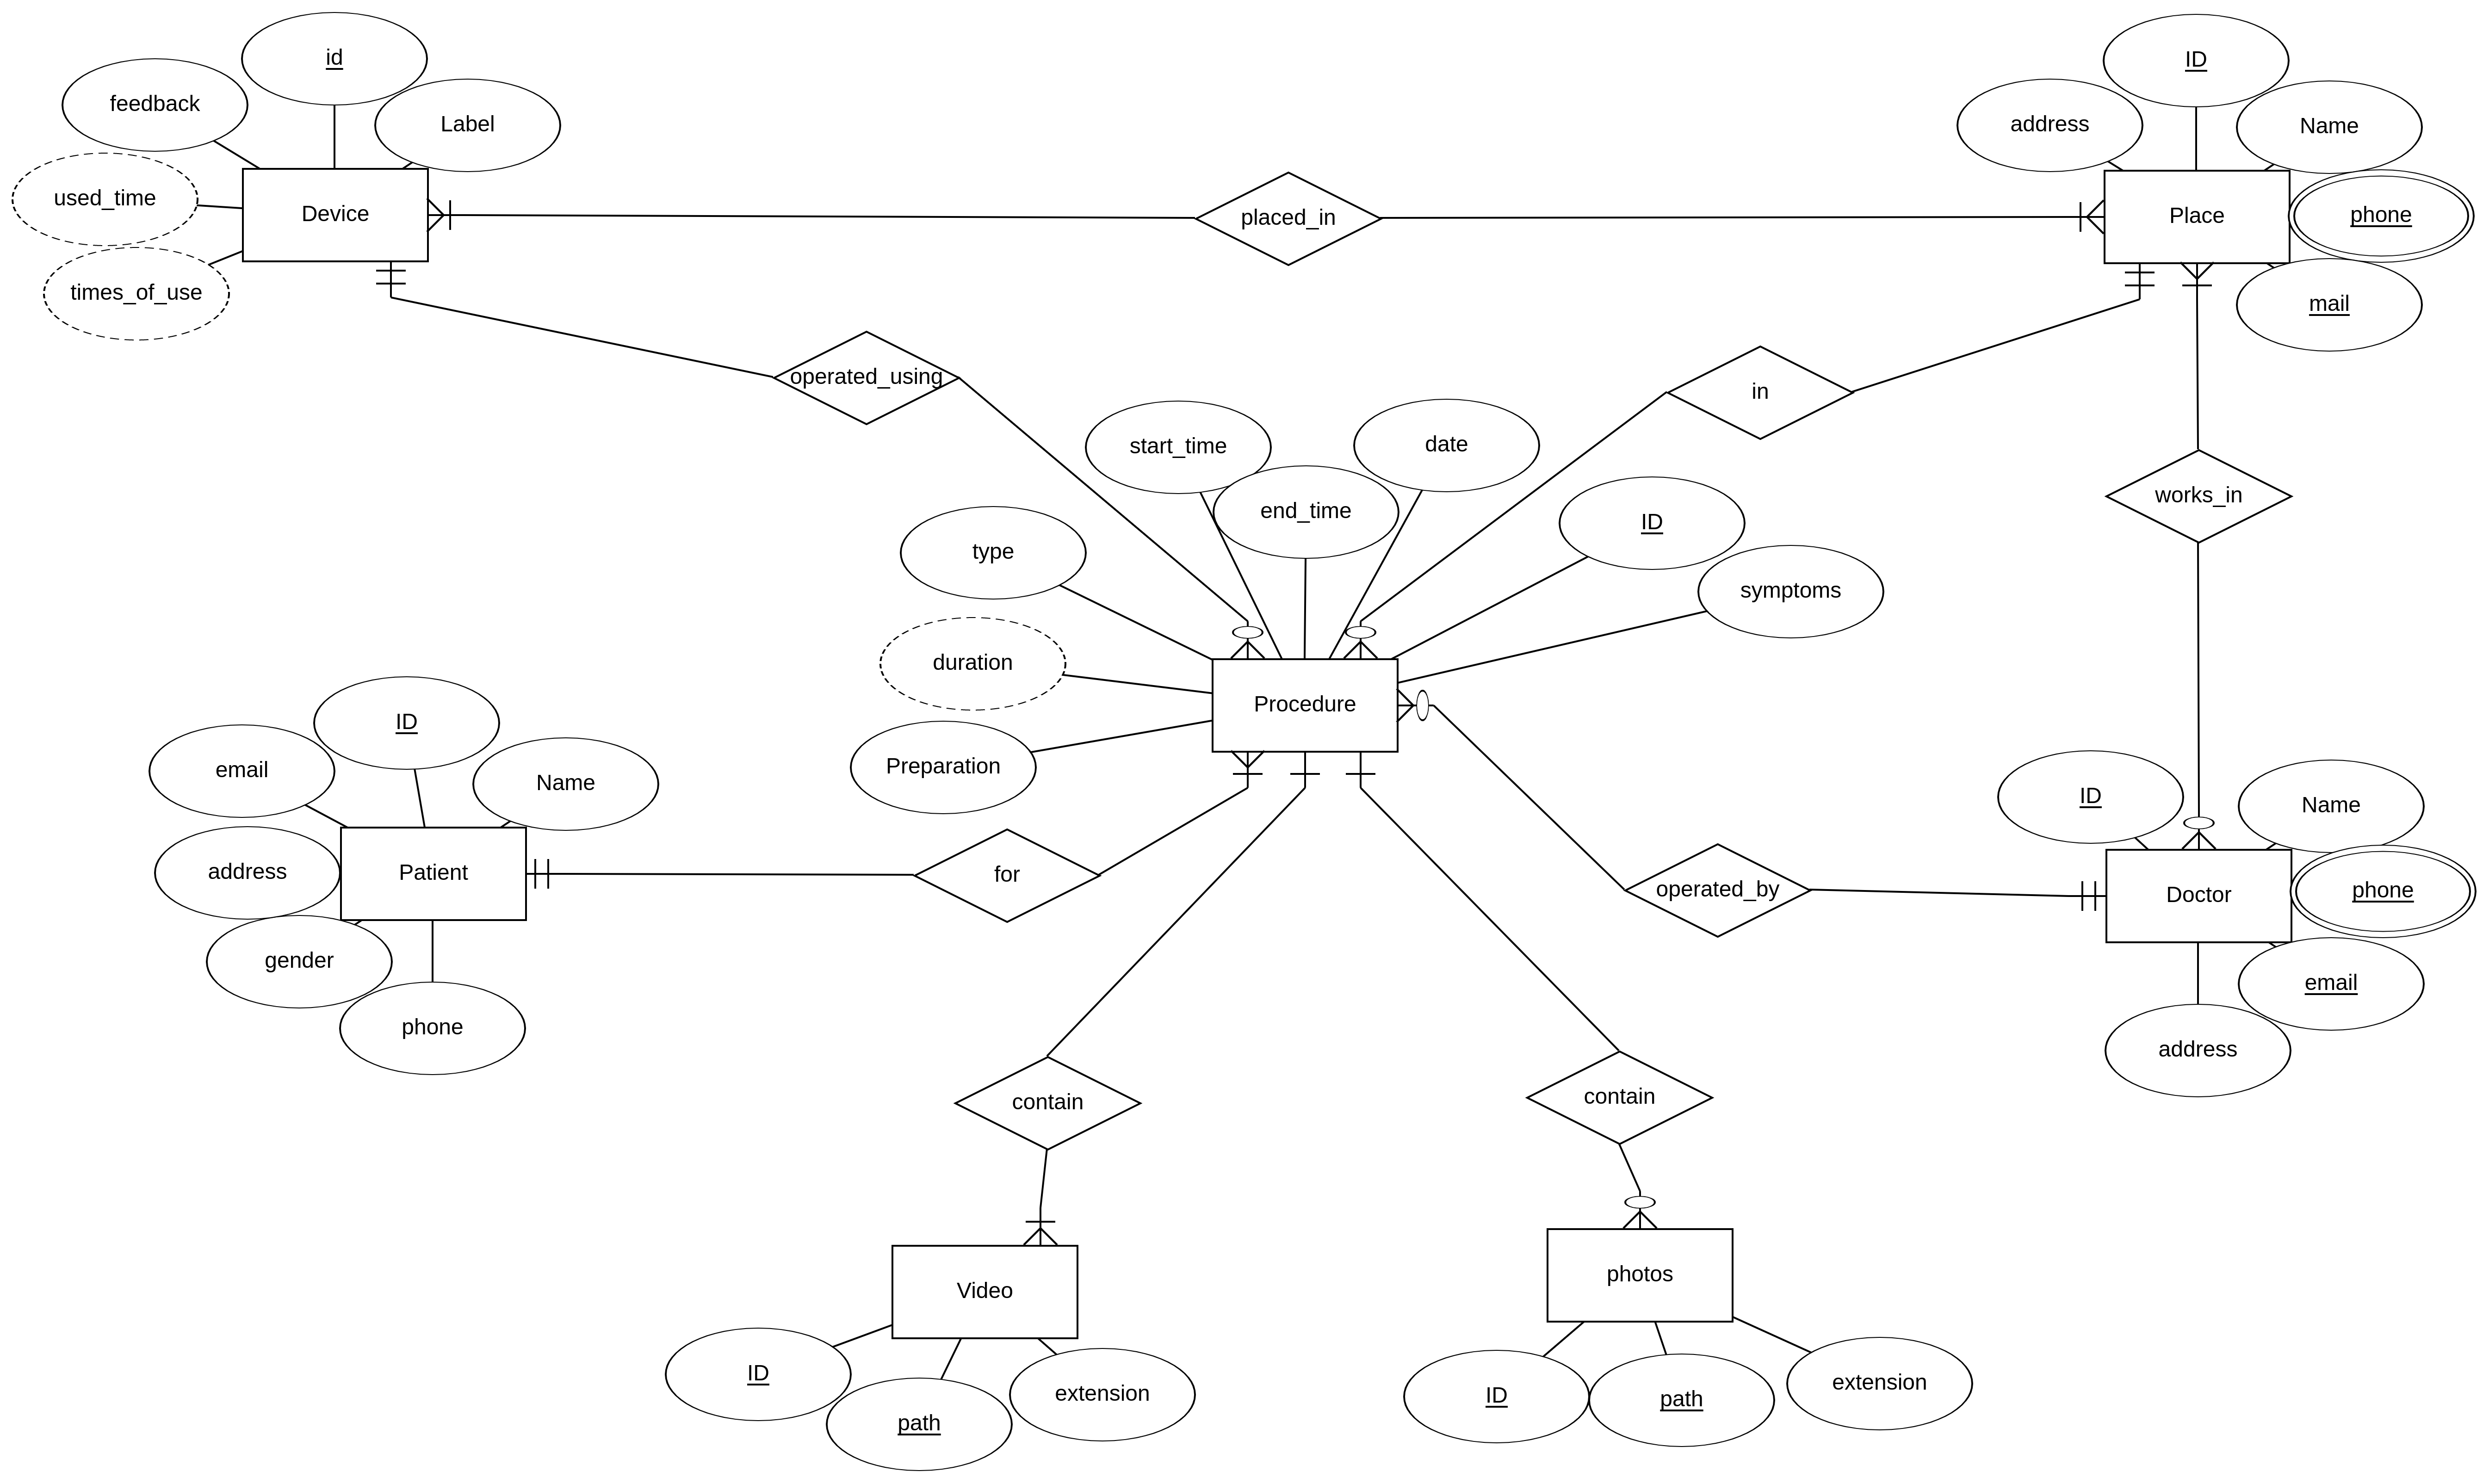 id
ID
feedback
Label
address
Name
used_time
Device
placed_in
Place
phone
times_of_use
mail
operated_using
in
start_time
date
end_time
works_in
type
ID
symptoms
duration
Procedure
ID
email
Name
Preparation
ID
Name
address
Patient
for
operated_by
Doctor
phone
gender
email
phone
address
contain
contain
Video
photos
ID
path
extension
ID
path
extension